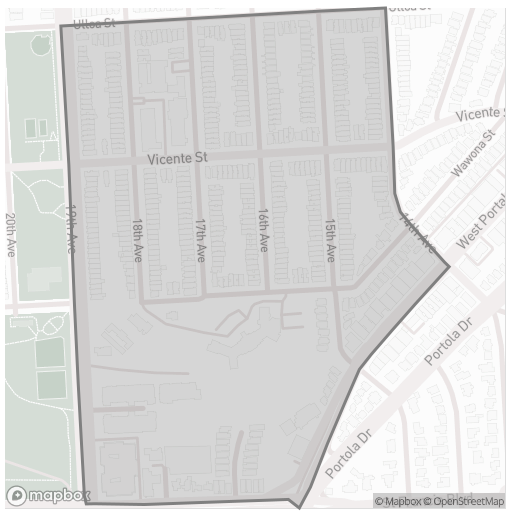 Ulloa St
Ulloa St
Vicente St
Vicente St
Wawona St
West Portal
14th Ave
15th Ave
16th Ave
17th Ave
18th Ave
19th Ave
20th Ave
Portola Dr
Portola Dr
mapbox
© Mapbox © OpenStreetMap